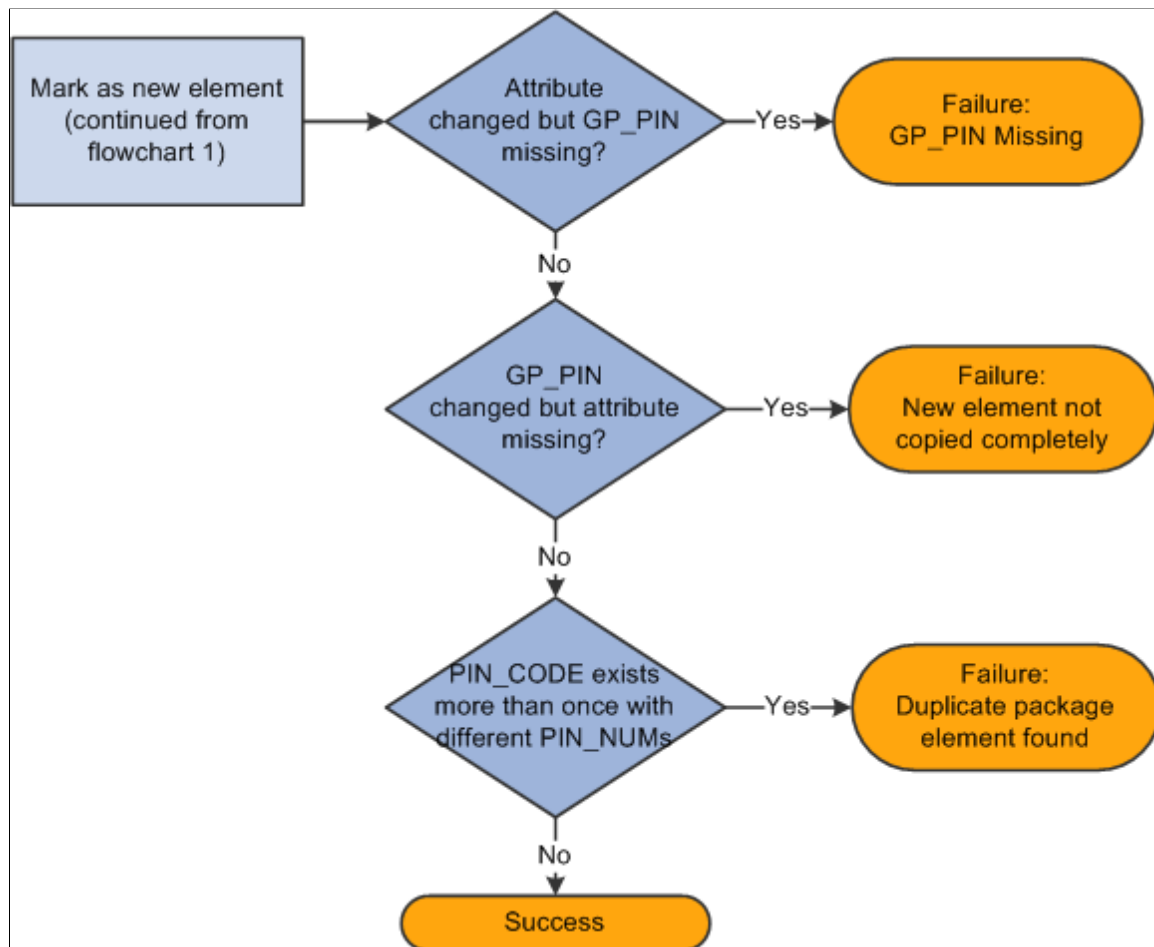 Mark as new element
(continued from
flowchart 1)
Attribute
changed but GP_PIN
missing?
Yes
Failure:
GP_PIN Missing
No
GP_PIN
changed but attribute
missing?
Yes
Failure:
New element not
copied completely
No
PIN_CODE exists
more than once with
different PIN_NUMs
Yes
Failure:
Duplicate package
element found
No
Success